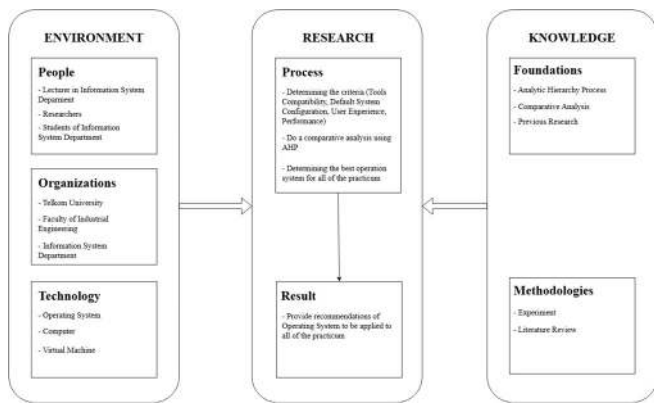 ENVIRONMENT
People
- Lecturer in Information System
Deparment
- Researchers
- Students of Information
System Department
Organizations
- Telkom University
- Faculty of Industrial
Engineering
- Information System
Department
Technology
- Operating System
- Computer
- Virtual Machine
RESEARCH
Process
- Determining the criteria (Tools
Compatibility, Default System
Configuration, User Experience,
Performance)
- Do a comparative analysis using
AHP
- Determining the best operation
system for all of the practicum
Result
- Provide recommendations of
Operating System to be applied to
all of the practicum
KNOWLEDGE
Foundations
- Analytic Hierarchy Process
- Comparative Analysis
- Previous Research
Methodologies
- Experiment
- Literature Review